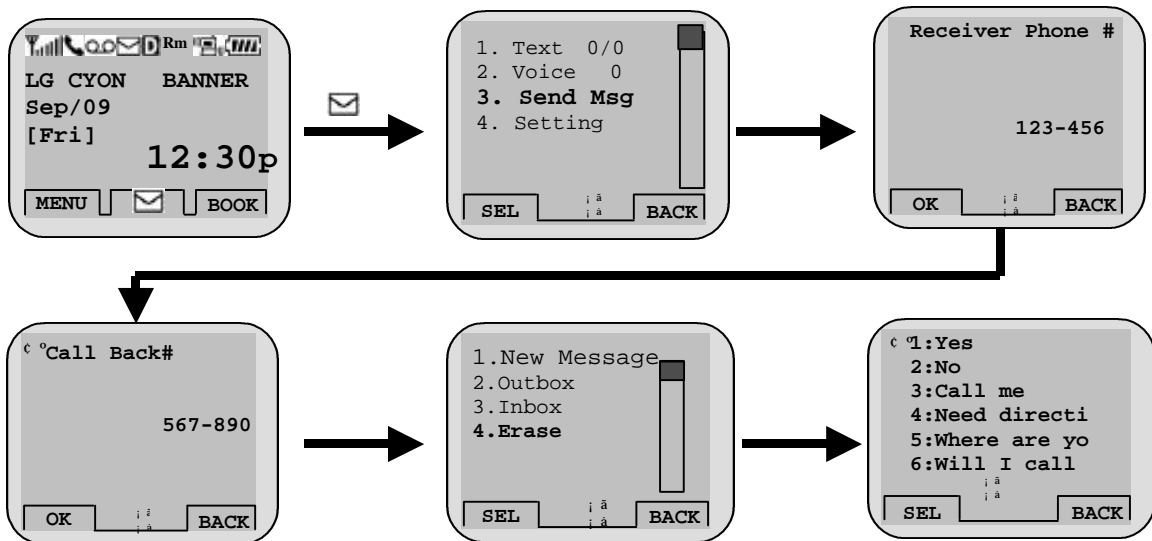 Rm
LG CYON BANNER
Sep/09
[Fri]
12:30p
MENU BOOK
1. Text 0/0
2. Voice 0
3. Send Msg
4. Setting
¡ ã
SEL ¡ à BACK
Receiver Phone #
123-456
¡ ã
OK ¡ à BACK
¢ ºCall Back#
567-890
¡ ã
OK ¡ à BACK
1.New Message
2.Outbox
3.Inbox
4.Erase
¡ ã
SEL ¡ à BACK
¢ º1:Yes
2:No
3:Call me
4:Need directi
5:Where are yo
6:Will I call
¡ ã
¡ à
SEL BACK